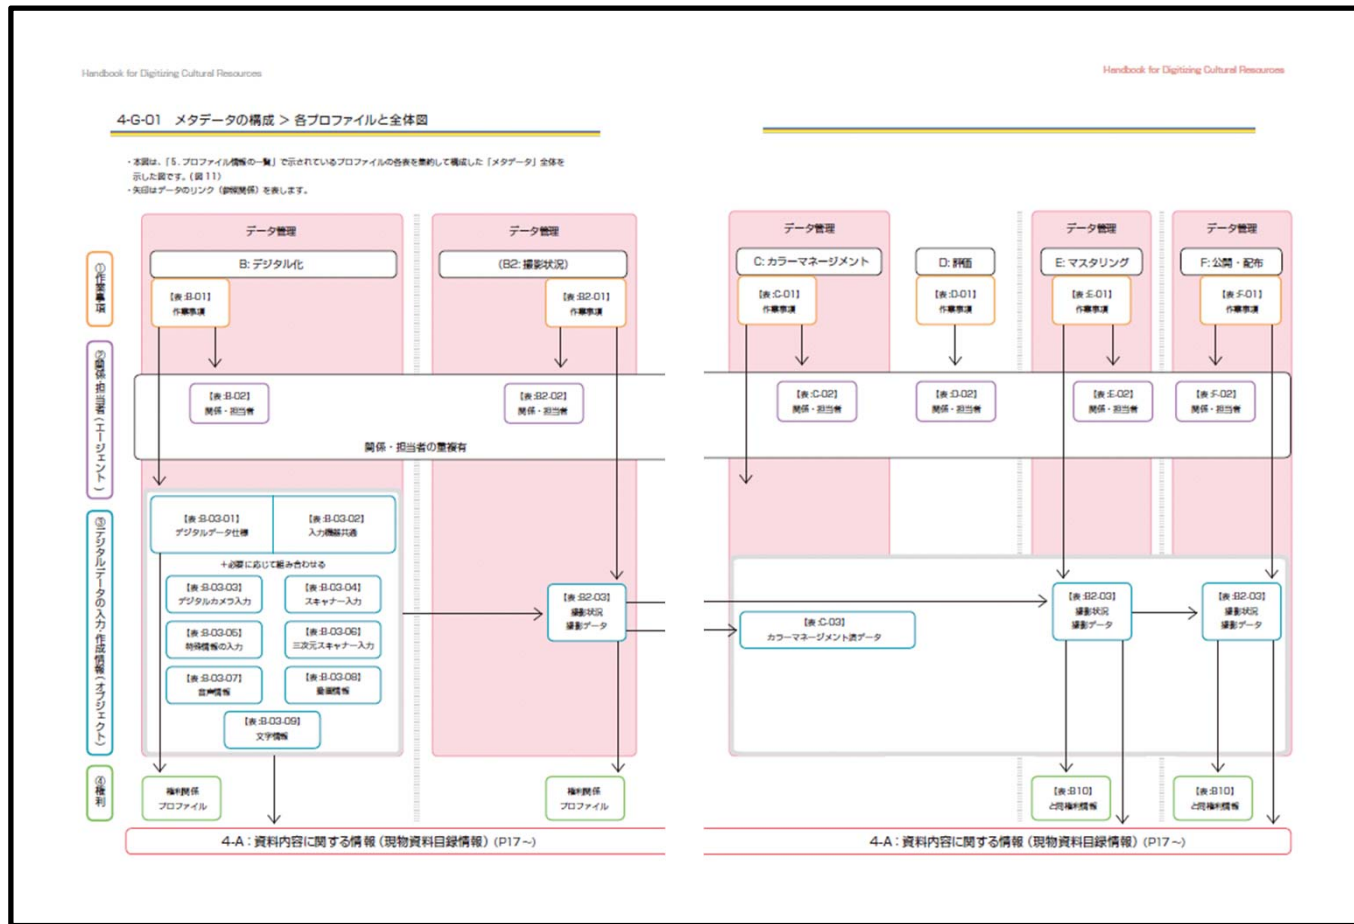 Handbook for Digitizing Cultural Resources
Handbook for Digitizing Cultural Resources
4-G-01 メタデータの構成 > 各プロファイルと全体図
・本図は、「5. プロファイル情報の一覧」で示されているプロファイルの各表を集約して構成した「メタデータ」全体を
示した図です。(図11)
・矢印はデータのリンク（参照関係）を表します。
データ管理
データ管理
データ管理
データ管理
データ管理
B: デジタル化
(B2: 撮影状況)
C: カラーマネージメント
D: 評価
E: マスタリング
F: 公開・配布
①作業事項
【表:B-01】
作業事項
【表:B2-01】
作業事項
【表:C-01】
作業事項
【表:D-01】
作業事項
【表:E-01】
作業事項
【表:F-01】
作業事項
②関係・担当者(エージェント)
【表:B-02】
関係・担当者
【表:B2-02】
関係・担当者
【表:C-02】
関係・担当者
【表:D-02】
関係・担当者
【表:E-02】
関係・担当者
【表:F-02】
関係・担当者
関係・担当者の重複有
③デジタルデータの入力・作成情報(オブジェクト)
【表:B-03-01】
デジタルデータ仕様
【表:B-03-02】
入力機器共通
+必要に応じて組み合わせる
【表:B-03-03】
デジタルカメラ入力
【表:B-03-04】
スキャナー入力
【表:B-03-05】
特殊情報の入力
【表:B-03-06】
三次元スキャナー入力
【表:B-03-07】
音声情報
【表:B-03-08】
動画情報
【表:B-03-09】
文字情報
【表:B2-03】
撮影状況
撮影データ
【表:C-03】
カラーマネージメント済データ
【表:B2-03】
撮影状況
撮影データ
【表:B2-03】
撮影状況
撮影データ
④権利
権利関係
プロファイル
権利関係
プロファイル
【表:B10】
と同権利情報
【表:B10】
と同権利情報
4-A：資料内容に関する情報（現物資料目録情報）(P17～)
4-A：資料内容に関する情報（現物資料目録情報）(P17～)